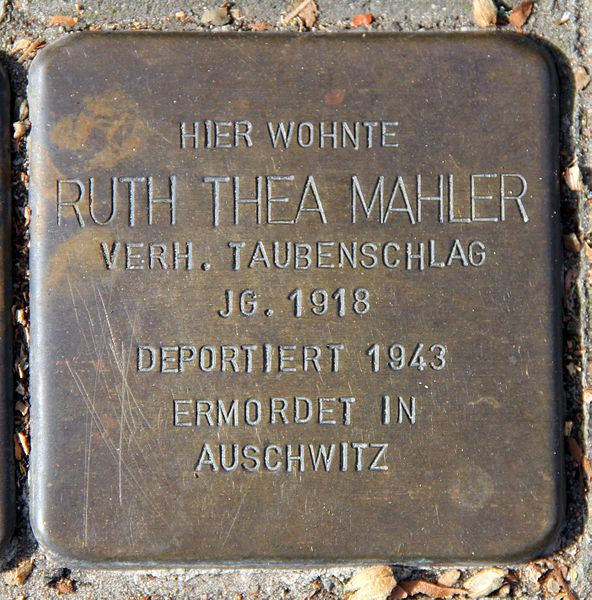 HIER WOHNTE
RUTH THEA MAHLER
VERH. TAUBENSCHLAG
JG. 1918
DEPORTIERT 1943
ERMORDET IN
AUSCHWITZ